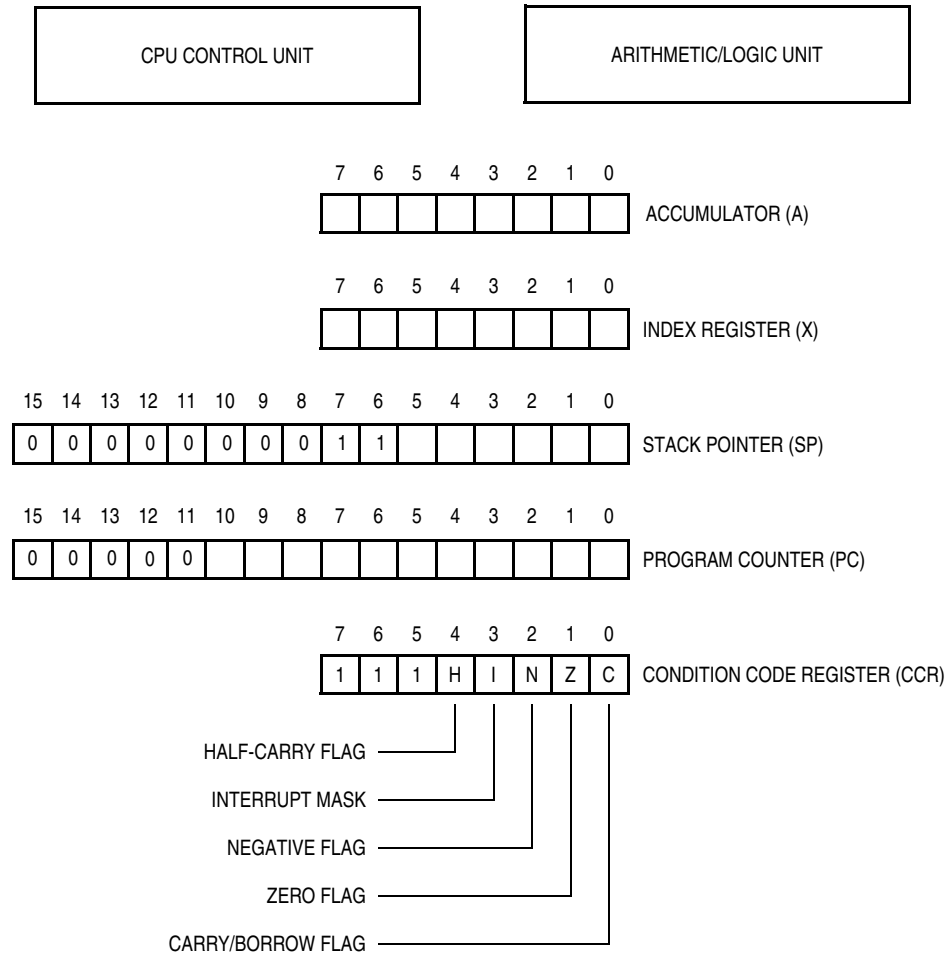 CPU CONTROL UNIT
ARITHMETIC/LOGIC UNIT
7 6 5 4 3 2 1 0
ACCUMULATOR (A)
7 6 5 4 3 2 1 0
INDEX REGISTER (X)
15 14 13 12 11 10 9 8 7 6 5 4 3 2 1 0
0 0 0 0 0 0 0 0 1 1 STACK POINTER (SP)
15 14 13 12 11 10 9 8 7 6 5 4 3 2 1 0
0 0 0 0 0 PROGRAM COUNTER (PC)
7 6 5 4 3 2 1 0
1 1 1 H I N Z C CONDITION CODE REGISTER (CCR)
HALF-CARRY FLAG
INTERRUPT MASK
NEGATIVE FLAG
ZERO FLAG
CARRY/BORROW FLAG